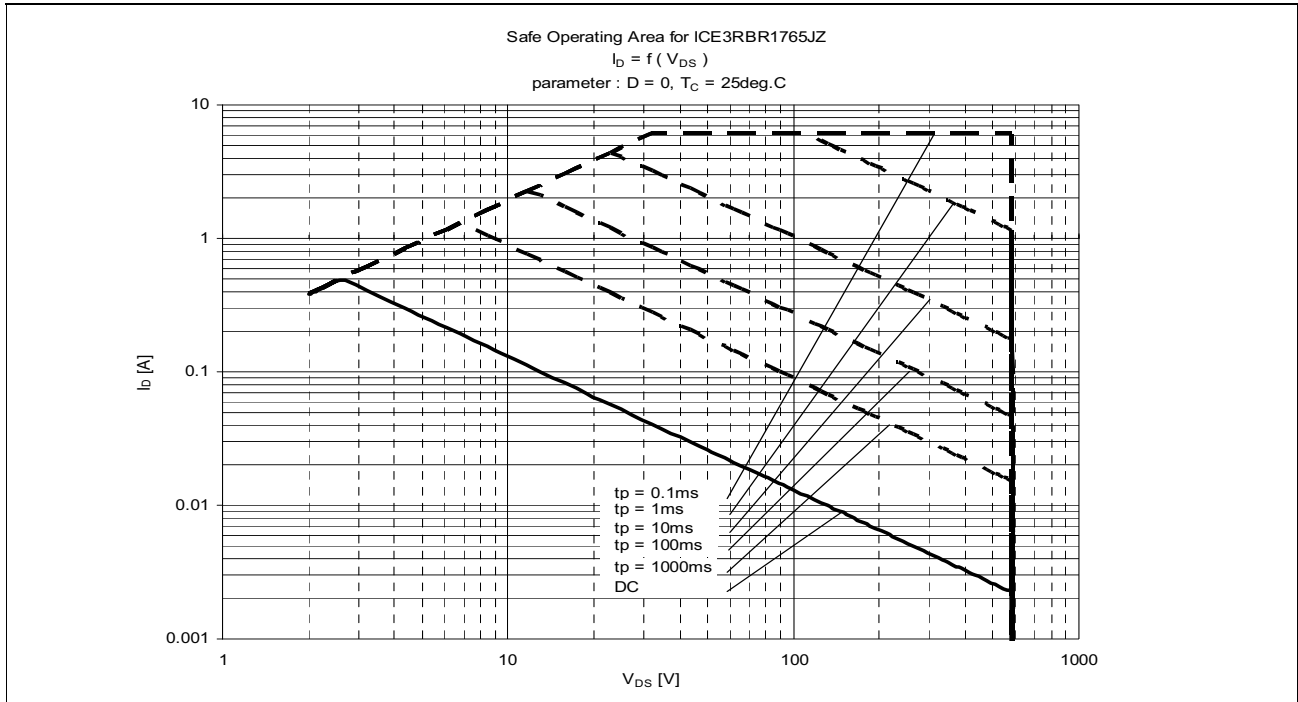 Safe Operating Area for ICE3RBR1765JZ
I_D = f ( V_DS )
parameter : D = 0, T_C = 25deg.C
10
1
0.1
0.01
0.001
I_D [A]
tp = 0.1ms
tp = 1ms
tp = 10ms
tp = 100ms
tp = 1000ms
DC
1
10
100
1000
V_DS [V]